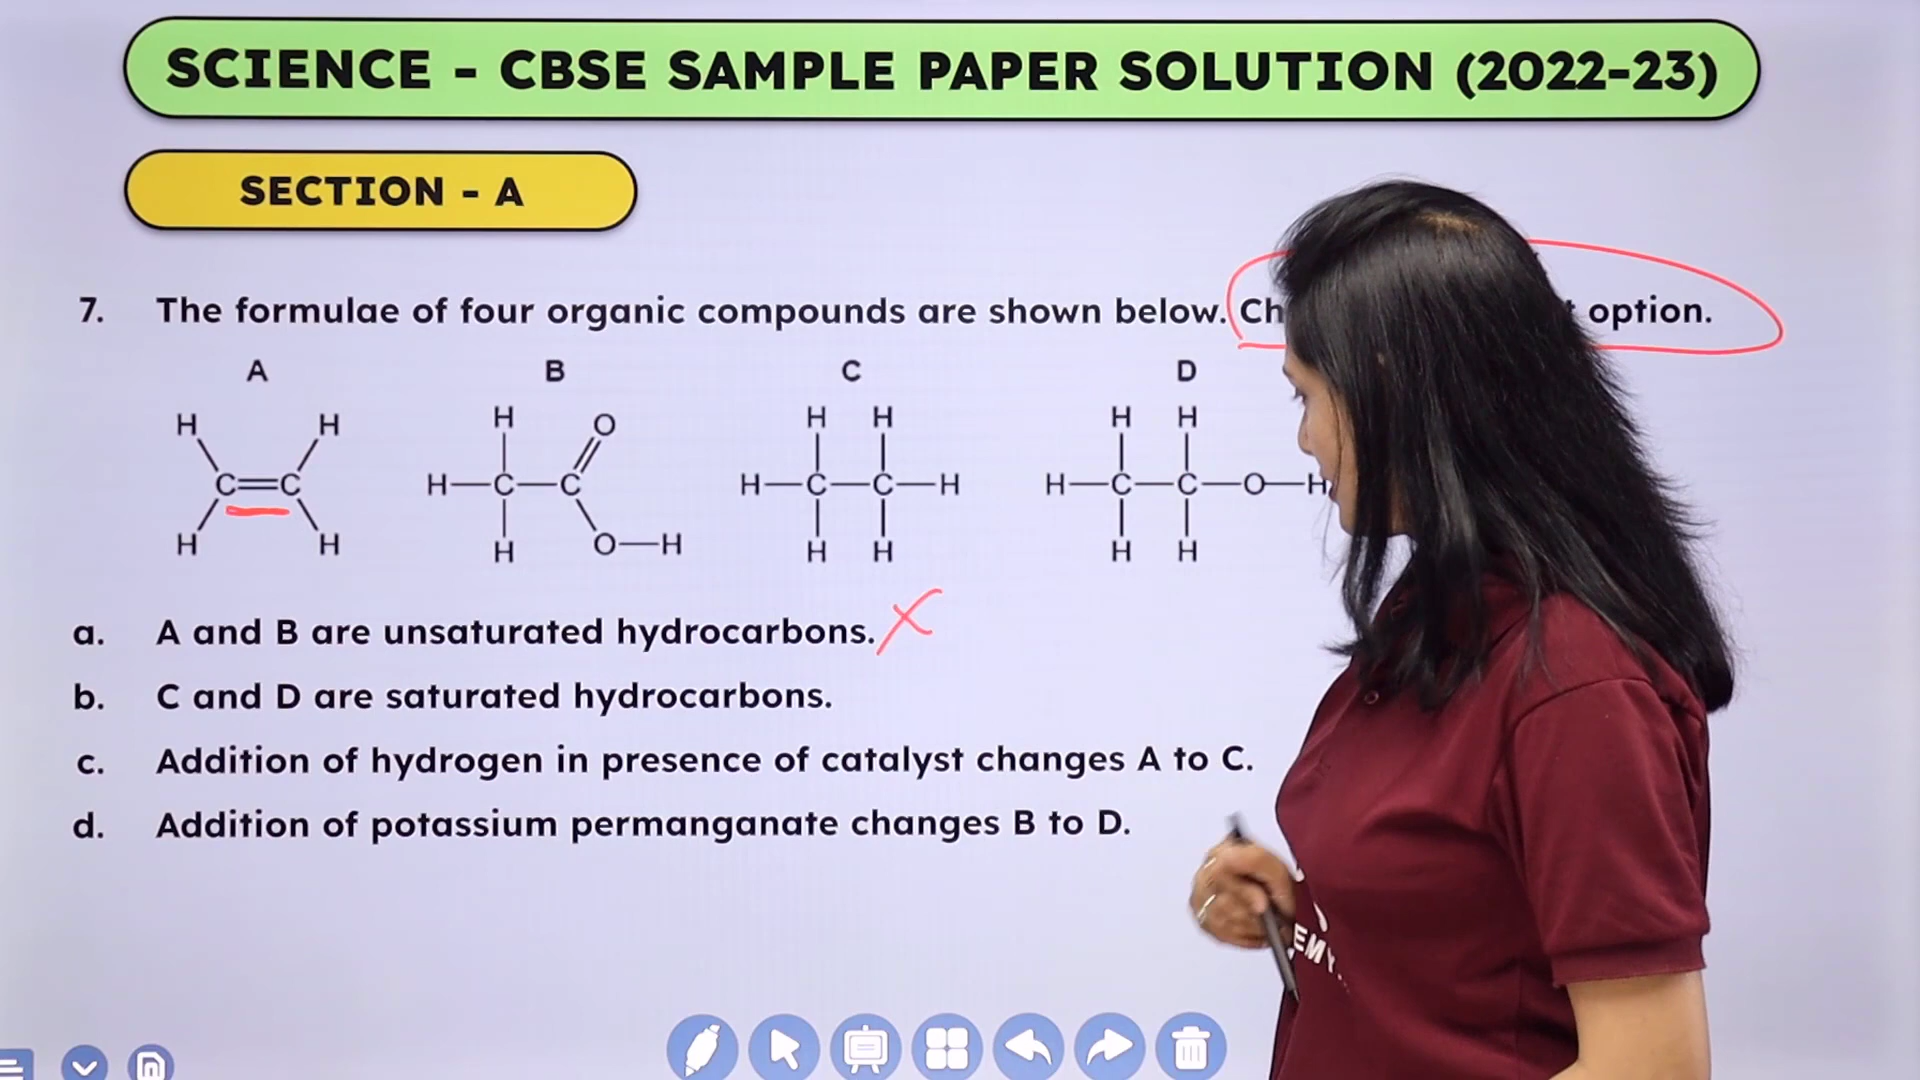 SCIENCE - CBSE SAMPLE PAPER SOLUTION (2022-23)
SECTION - A
7. The formulae of four organic compounds are shown below. Ch option.
A B C D
H H H O H H H H
C=C H-C-C H-C-C-H H-C-C-O-H
H H H O-H H H H H
a. A and B are unsaturated hydrocarbons.
b. C and D are saturated hydrocarbons.
c. Addition of hydrogen in presence of catalyst changes A to C.
d. Addition of potassium permanganate changes B to D.
EMY